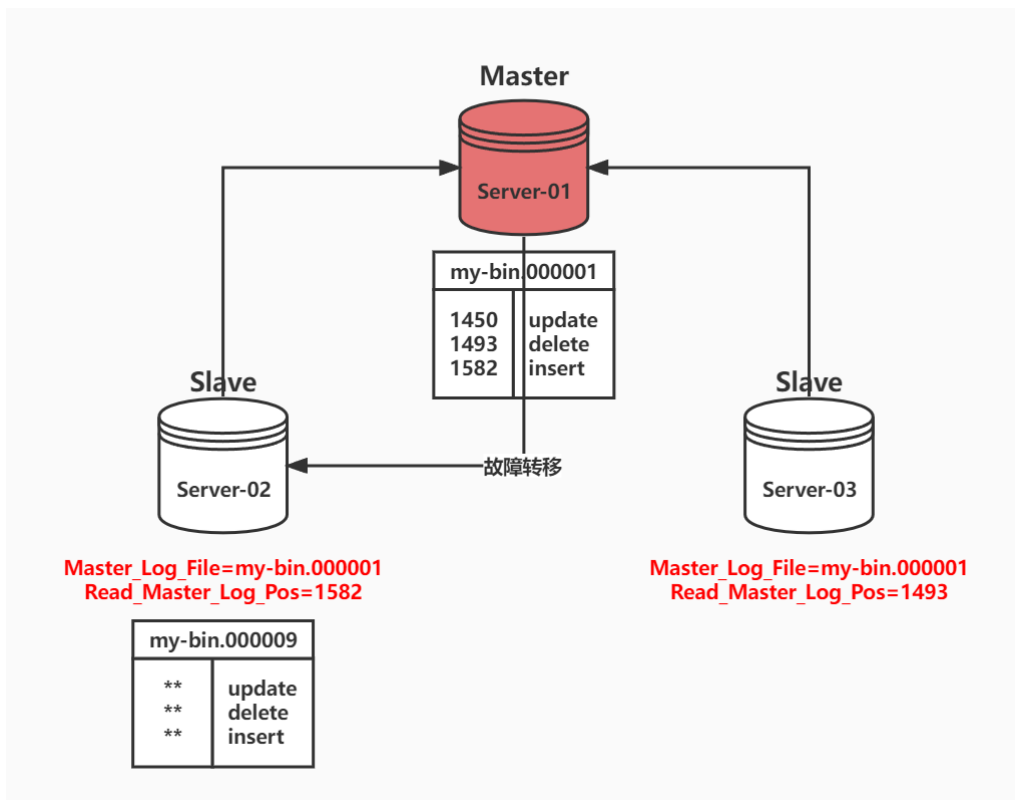 Master
Server-01
my-bin.000001
1450 update
1493 delete
1582 insert
Slave
Server-02
故障转移
Slave
Server-03
Master_Log_File=my-bin.000001
Read_Master_Log_Pos=1582
Master_Log_File=my-bin.000001
Read_Master_Log_Pos=1493
my-bin.000009
** update
** delete
** insert